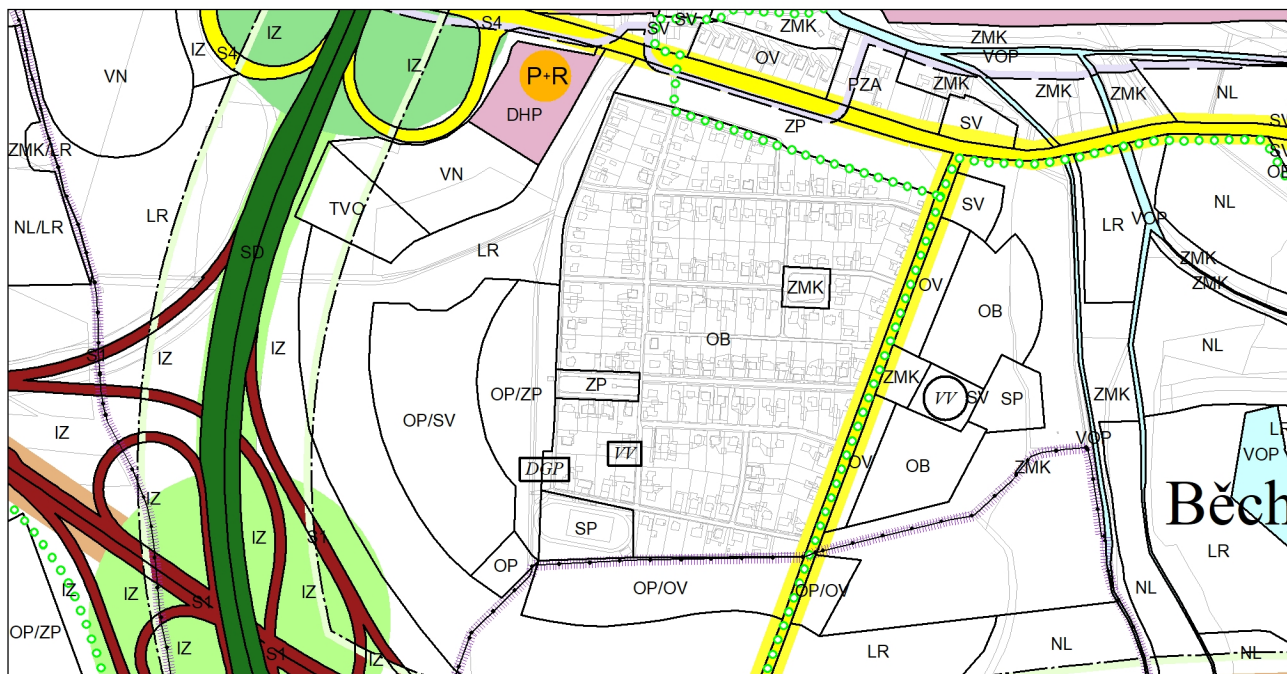 SV
SV
S4
IZ
S4
IZ
ZMK
ZMK
VN
OV
VOP
IZ
P+R
PZA
ZMK
ZMK
ZMK
NL
DHP
ZP
SV
SV
ZMK/LR
VN
SV
LR
TVO
SV
NL
NL/LR
LR
VOP
LR
SD
ZMK
ZMK
OV
ZMK
OB
OB
S1
IZ
IZ
NL
ZP
OP/ZP
ZMK
VV
SV
SP
ZMK
OP/SV
IZ
LR
VOP
VV
OV
OB
VOP
DGP
ZMK
IZ
Běch
SP
IZ
S1
LR
OP
IZ
IZ
IZ
OP/OV
OP/OV
NL
S1
OP/ZP
S1
IZ
LR
NL
NL